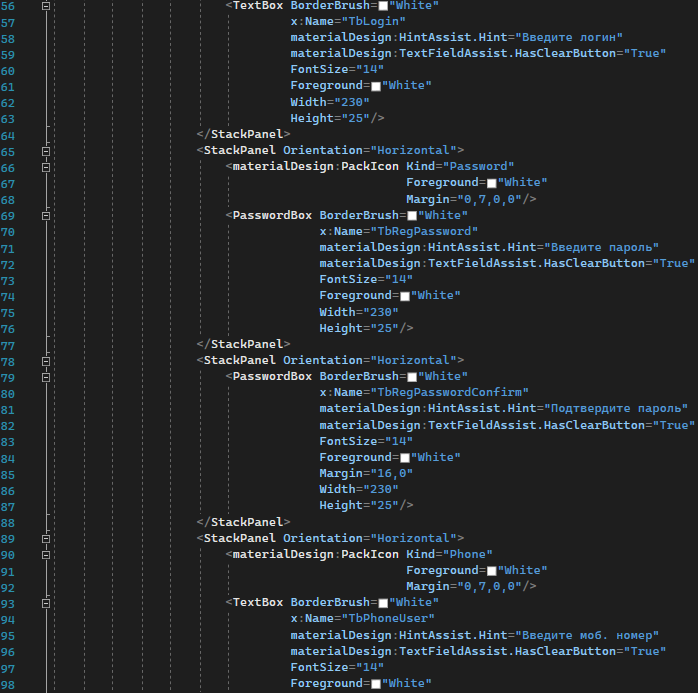 56 <TextBox BorderBrush="White"
57 x:Name="TbLogin"
58 materialDesign:HintAssist.Hint="Введите логин"
59 materialDesign:TextFieldAssist.HasClearButton="True"
60 FontSize="14"
61 Foreground="White"
62 Width="230"
63 Height="25"/>
64 </StackPanel>
65 <StackPanel Orientation="Horizontal">
66 <materialDesign:PackIcon Kind="Password"
67 Foreground="White"
68 Margin="0,7,0,0"/>
69 <PasswordBox BorderBrush="White"
70 x:Name="TbRegPassword"
71 materialDesign:HintAssist.Hint="Введите пароль"
72 materialDesign:TextFieldAssist.HasClearButton="True"
73 FontSize="14"
74 Foreground="White"
75 Width="230"
76 Height="25"/>
77 </StackPanel>
78 <StackPanel Orientation="Horizontal">
79 <PasswordBox BorderBrush="White"
80 x:Name="TbRegPasswordConfirm"
81 materialDesign:HintAssist.Hint="Подтвердите пароль"
82 materialDesign:TextFieldAssist.HasClearButton="True"
83 FontSize="14"
84 Foreground="White"
85 Margin="16,0"
86 Width="230"
87 Height="25"/>
88 </StackPanel>
89 <StackPanel Orientation="Horizontal">
90 <materialDesign:PackIcon Kind="Phone"
91 Foreground="White"
92 Margin="0,7,0,0"/>
93 <TextBox BorderBrush="White"
94 x:Name="TbPhoneUser"
95 materialDesign:HintAssist.Hint="Введите моб. номер"
96 materialDesign:TextFieldAssist.HasClearButton="True"
97 FontSize="14"
98 Foreground="White"